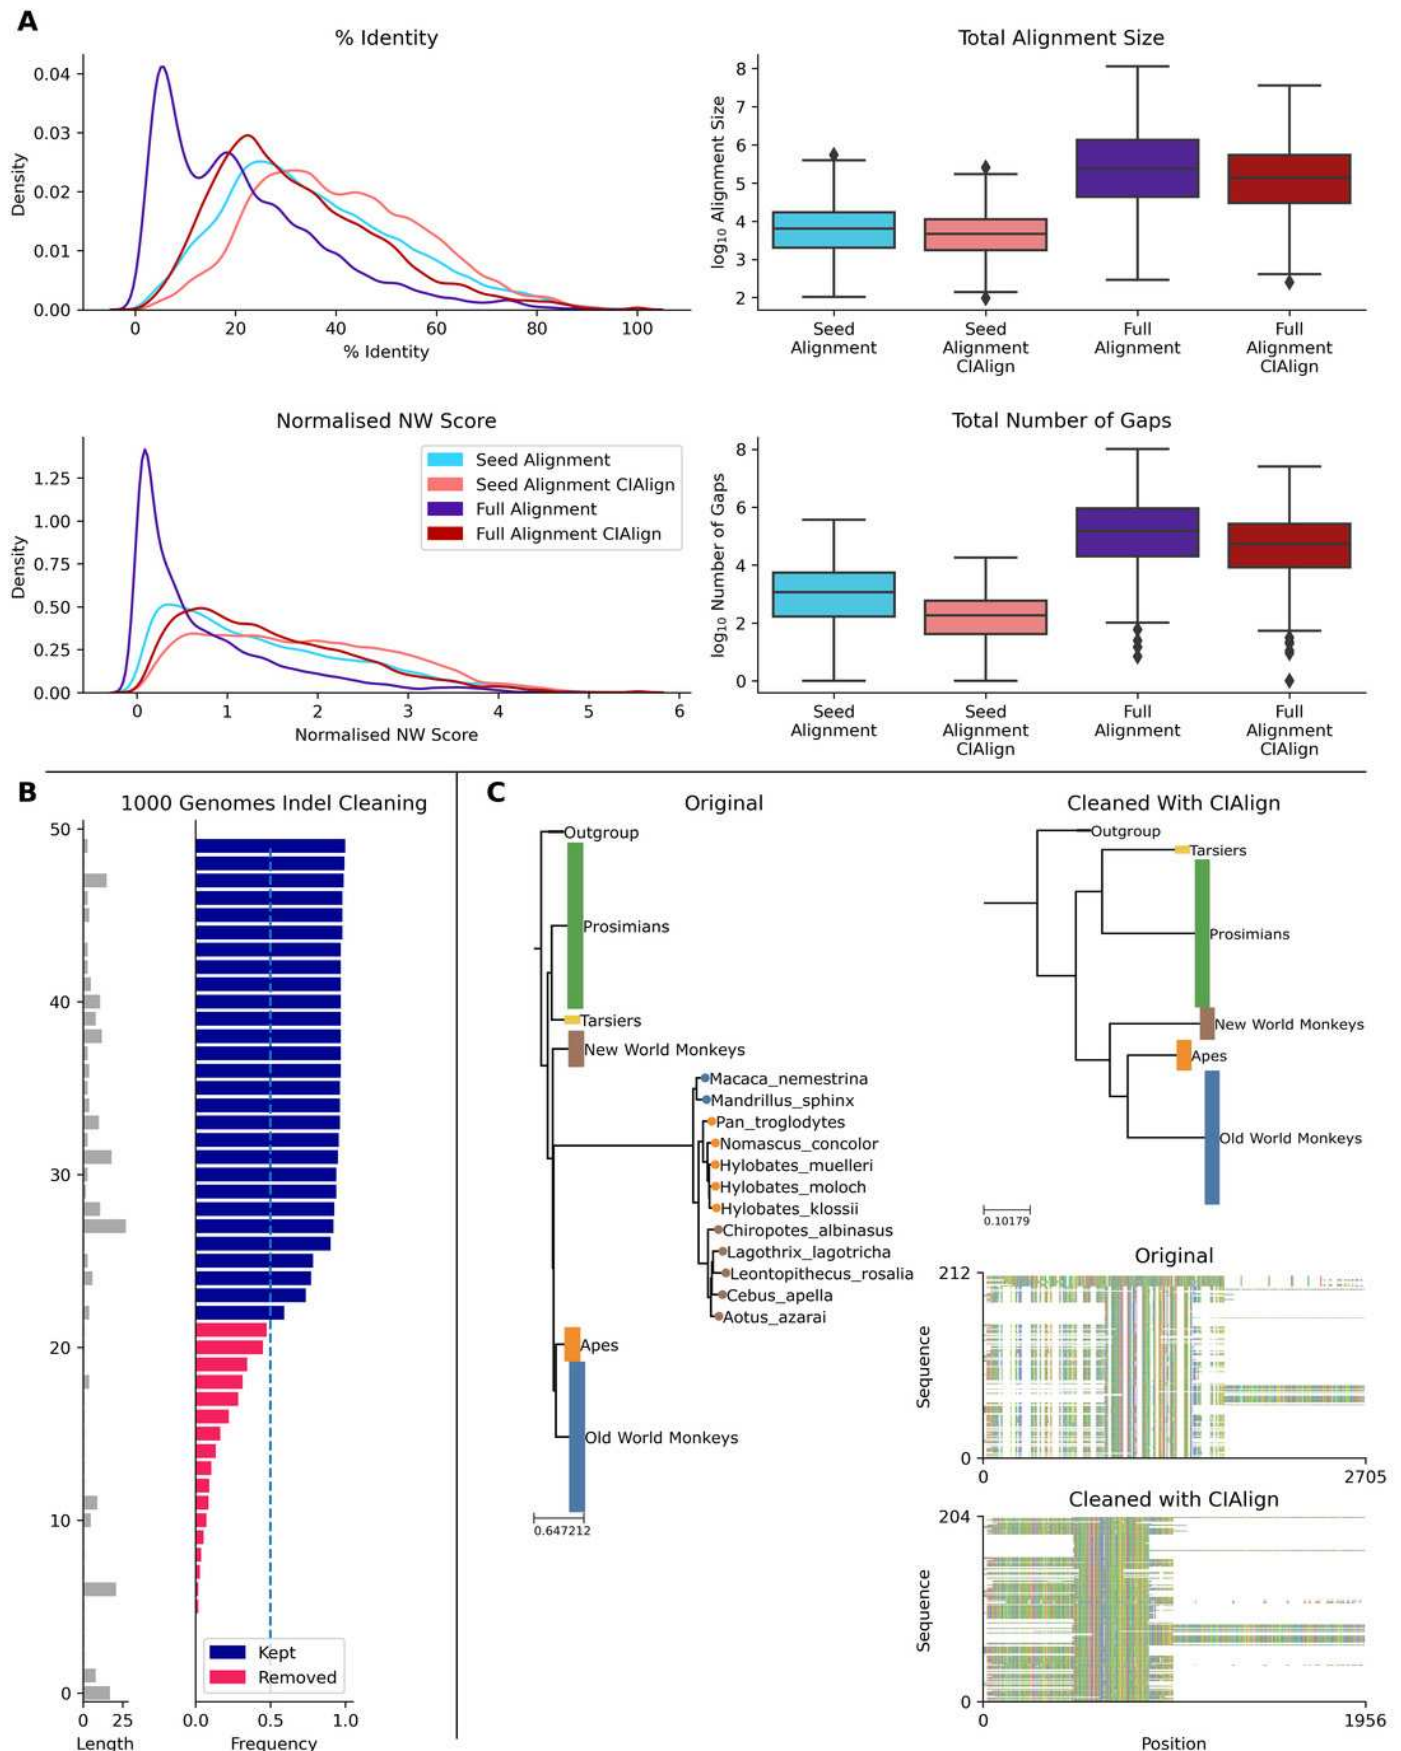 A
% Identity
Density
0.04
0.03
0.02
0.01
0.00
0 20 40 60 80 100
% Identity
Total Alignment Size
log10 Alignment Size
8
7
6
5
4
3
2
Seed
Alignment
Seed
Alignment
CIAlign
Full
Alignment
Full
Alignment
CIAlign
Normalised NW Score
Density
1.25
1.00
0.75
0.50
0.25
0.00
0 1 2 3 4 5 6
Normalised NW Score
Seed Alignment
Seed Alignment CIAlign
Full Alignment
Full Alignment CIAlign
Total Number of Gaps
log10 Number of Gaps
8
6
4
2
0
Seed
Alignment
Seed
Alignment
CIAlign
Full
Alignment
Full
Alignment
CIAlign
B
1000 Genomes Indel Cleaning
50
40
30
20
10
0
0 25
Length
Kept
Removed
0.0 0.5 1.0
Frequency
C
Original
Outgroup
Prosimians
Tarsiers
New World Monkeys
Macaca_nemestrina
Mandrillus_sphinx
Pan_troglodytes
Nomascus_concolor
Hylobates_muelleri
Hylobates_moloch
Hylobates_klossii
Chiropotes_albinasus
Lagothrix_lagotricha
Leontopithecus_rosalia
Cebus_apella
Aotus_azarai
Apes
Old World Monkeys
0.647212
Cleaned With CIAlign
Outgroup
Tarsiers
Prosimians
New World Monkeys
Apes
Old World Monkeys
0.10179
Original
212
Sequence
0
0 2705
Cleaned with CIAlign
204
Sequence
0
0 1956
Position